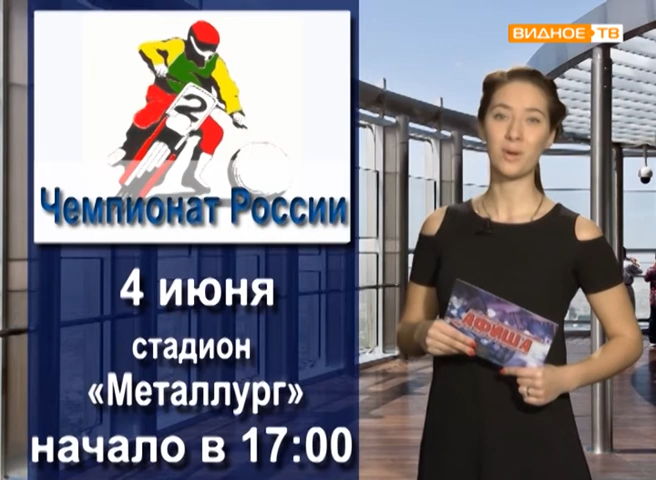 ВИДНОЕ ТВ
2
Чемпионат России
4 июня
стадион
«Металлург»
начало в 17:00
АФИША